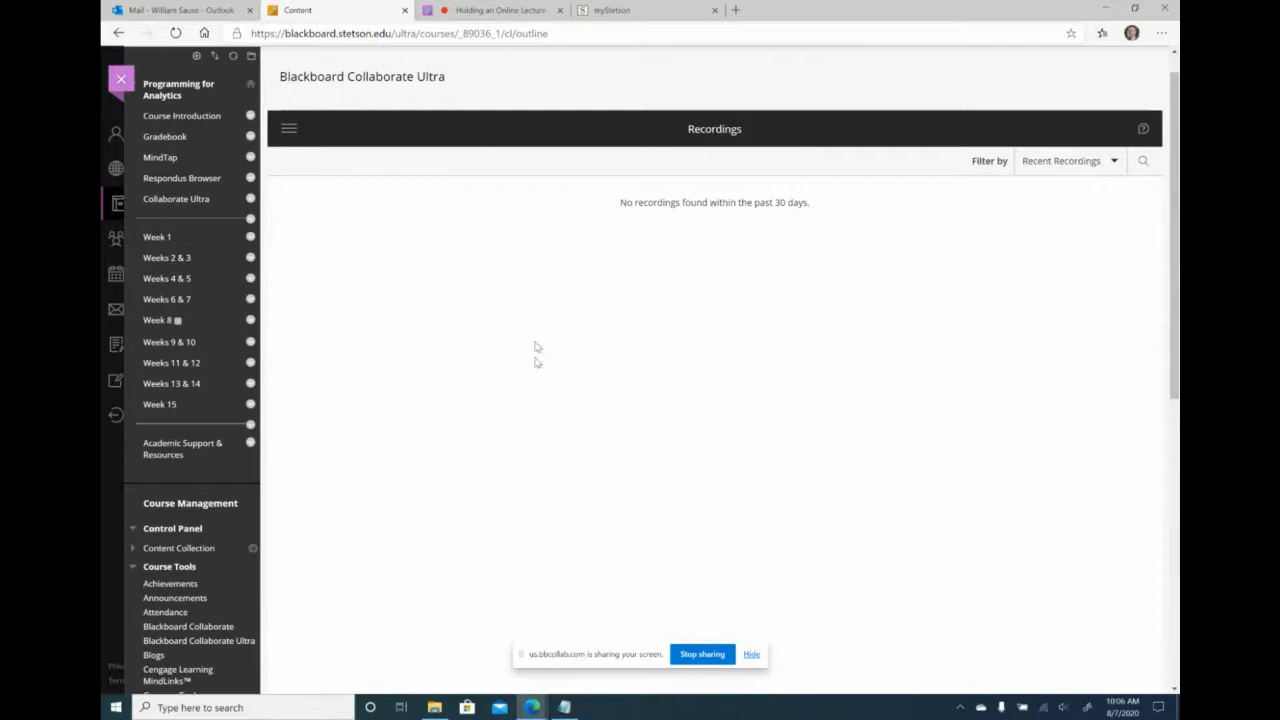 Mail - William Sause - Outlook
Content
Holding an Online Lecture
myStetson
https://blackboard.stetson.edu/ultra/courses/_89036_1/cl/outline
Programming for
Analytics
Course Introduction
Gradebook
MindTap
Respondus Browser
Collaborate Ultra
Week 1
Weeks 2 & 3
Weeks 4 & 5
Weeks 6 & 7
Week 8
Weeks 9 & 10
Weeks 11 & 12
Weeks 13 & 14
Week 15
Academic Support &
Resources
Course Management
Control Panel
Content Collection
Course Tools
Achievements
Announcements
Attendance
Blackboard Collaborate
Blackboard Collaborate Ultra
Blogs
Cengage Learning
MindLinks™
Blackboard Collaborate Ultra
Recordings
Filter by Recent Recordings
No recordings found within the past 30 days.
us.bbcollab.com is sharing your screen. Stop sharing Hide
Type here to search
10:06 AM
8/7/2020